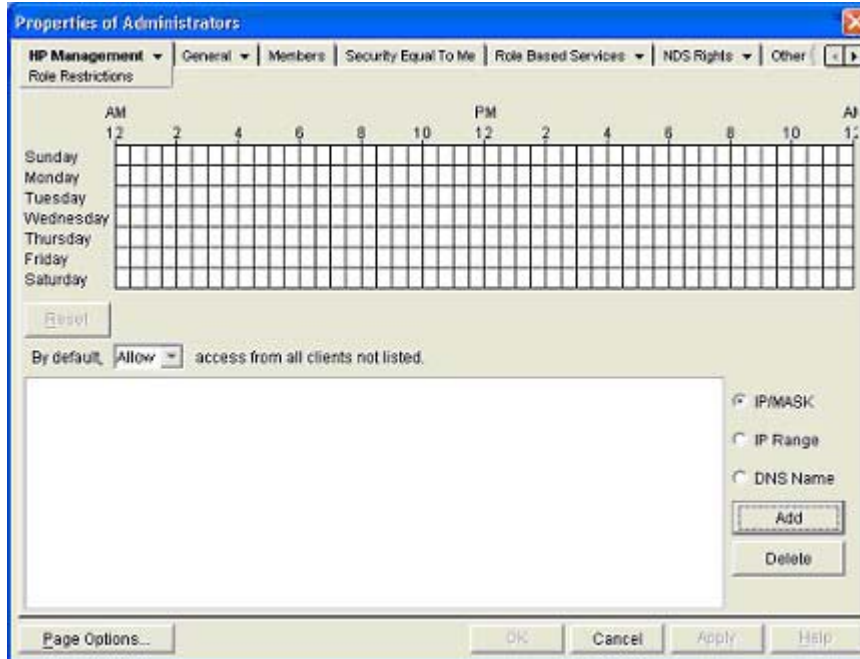 Properties of Administrators
HP Management General Members Security Equal To Me Role Based Services NDS Rights Other
Role Restrictions
AM PM AM
12 2 4 6 8 10 12 2 4 6 8 10 12
Sunday
Monday
Tuesday
Wednesday
Thursday
Friday
Saturday
Reset
By default, Allow access from all clients not listed.
IP/MASK
IP Range
DNS Name
Add
Delete
Page Options... OK Cancel Apply Help